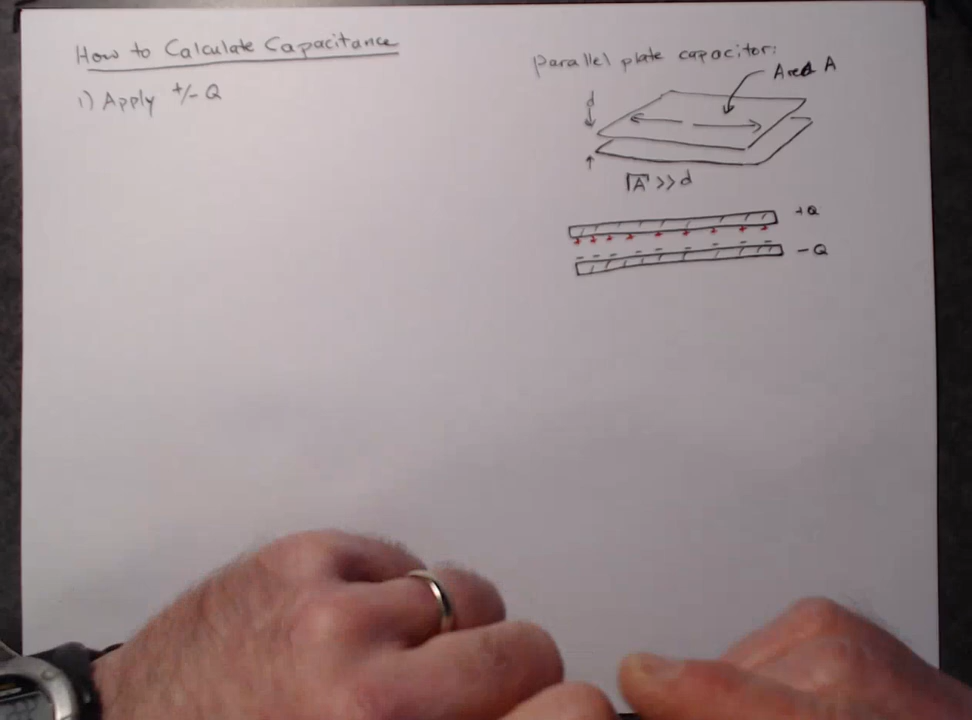 How to Calculate Capacitance
1) Apply +/- Q
Parallel plate capacitor:
Area A
d
√A >> d
+Q
+ + + + + + + + +
- - - - - - - - - -
-Q